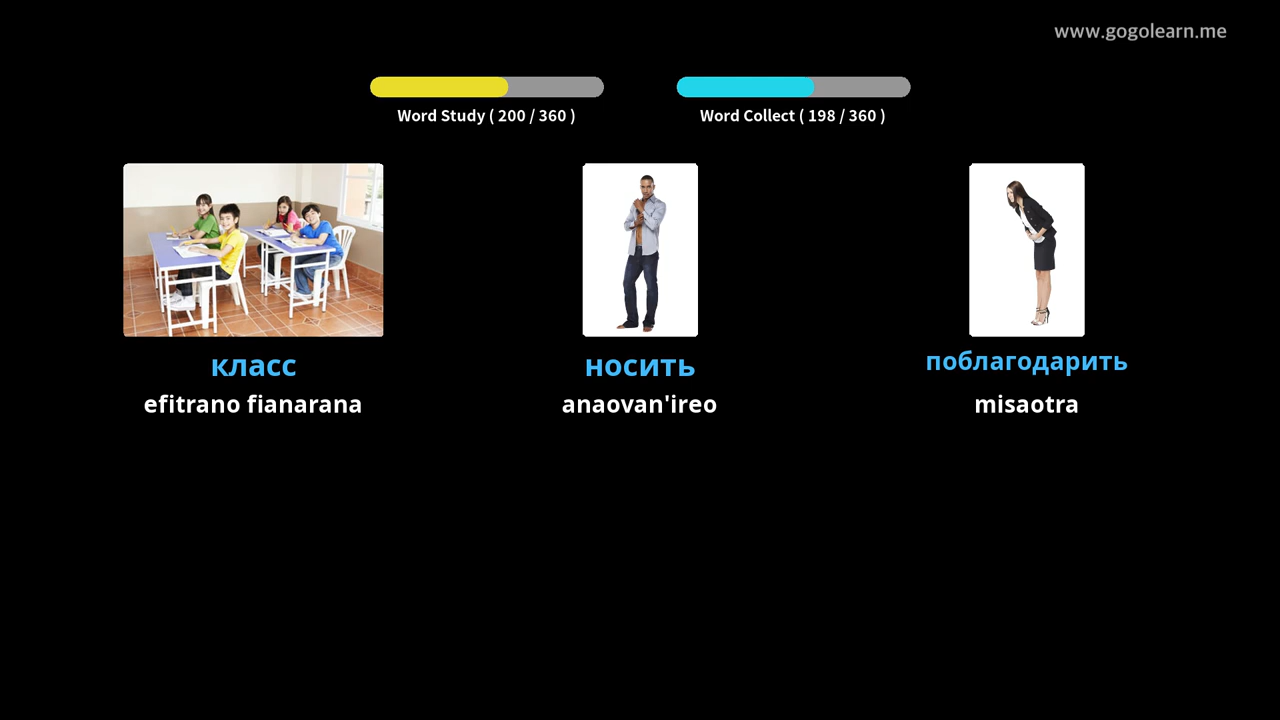 www.gogolearn.me
Word Study ( 200 / 360 )
Word Collect ( 198 / 360 )
класс
носить
поблагодарить
efitrano fianarana
anaovan'ireo
misaotra